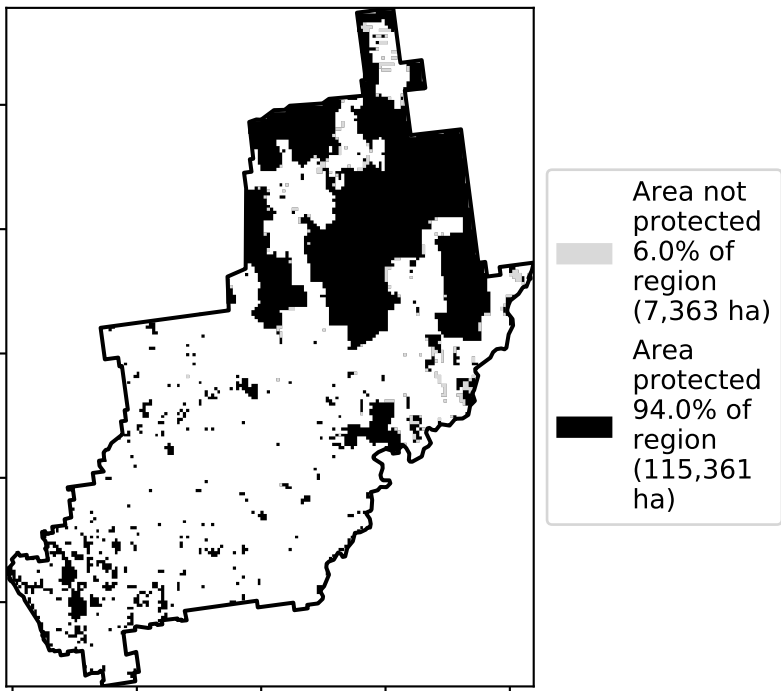 Area not
protected
6.0% of
region
(7,363 ha)
Area
protected
94.0% of
region
(115,361
ha)